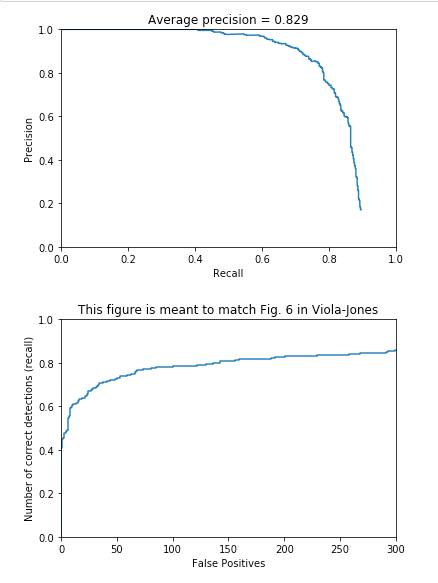 Average precision = 0.829
1.0
0.8
0.6
0.4
0.2
0.0
Precision
0.0 0.2 0.4 0.6 0.8 1.0
Recall
This figure is meant to match Fig. 6 in Viola-Jones
1.0
0.8
0.6
0.4
0.2
0.0
Number of correct detections (recall)
0 50 100 150 200 250 300
False Positives